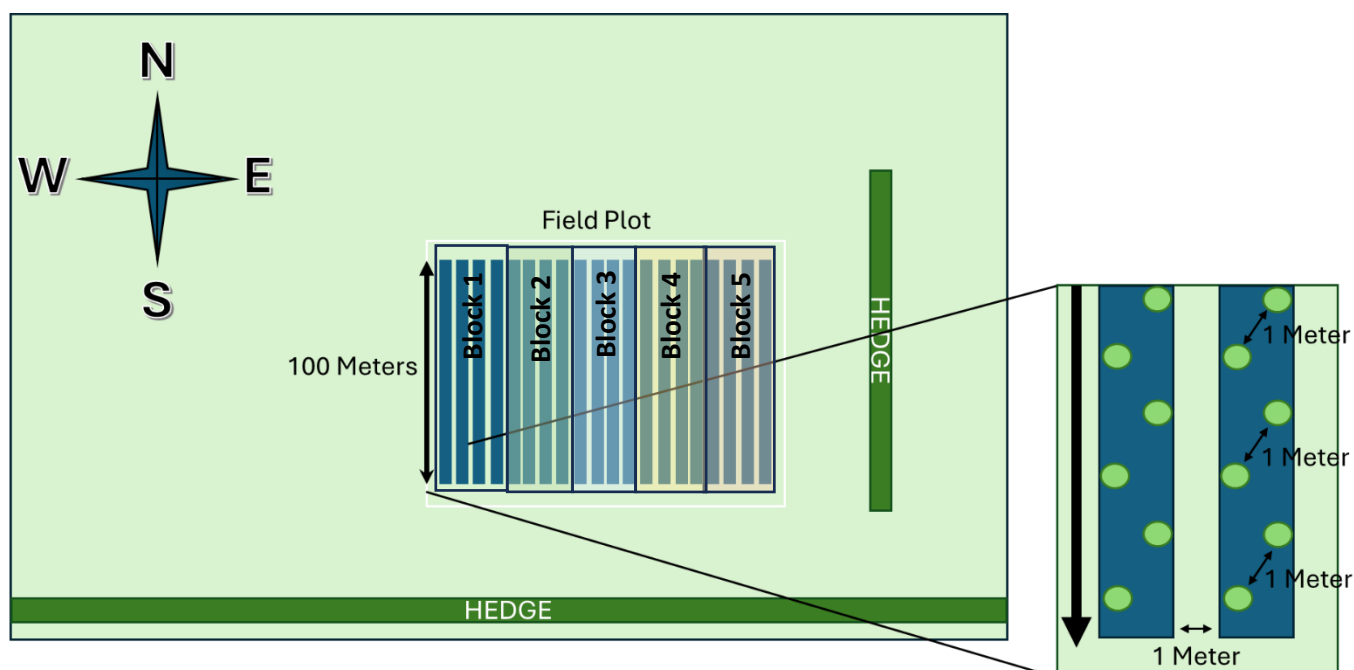 N
W
E
S
Field Plot
Block 1
Block 2
Block 3
Block 4
Block 5
100 Meters
HEDGE
HEDGE
1 Meter
1 Meter
1 Meter
1 Meter